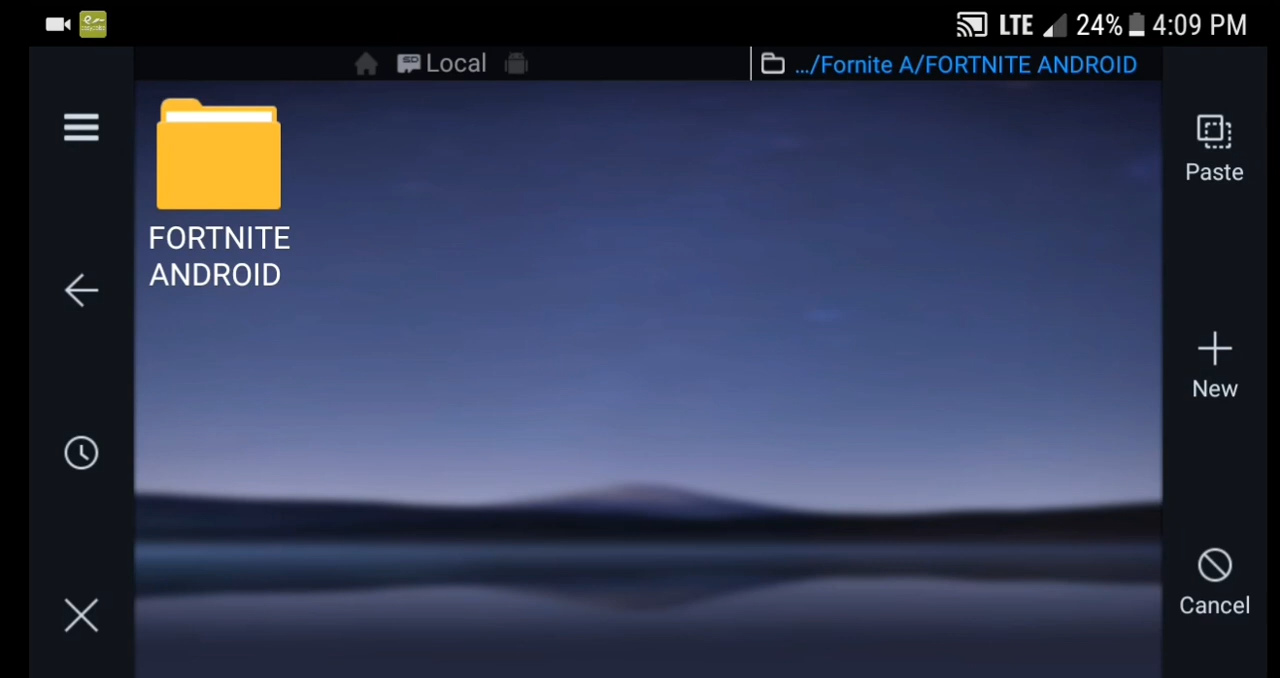 LTE 24% 4:09 PM
Local
.../Fornite A/FORTNITE ANDROID
Paste
FORTNITE
ANDROID
New
Cancel